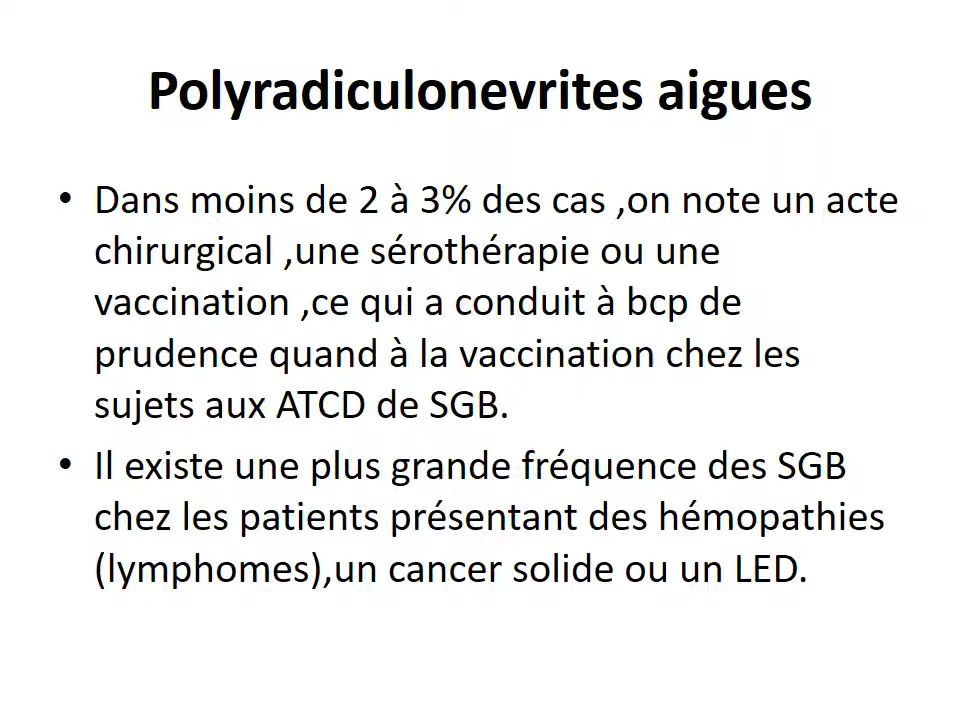 Polyradiculonevrites aigues
• Dans moins de 2 à 3% des cas ,on note un acte
chirurgical ,une sérothérapie ou une
vaccination ,ce qui a conduit à bcp de
prudence quand à la vaccination chez les
sujets aux ATCD de SGB.
• Il existe une plus grande fréquence des SGB
chez les patients présentant des hémopathies
(lymphomes),un cancer solide ou un LED.